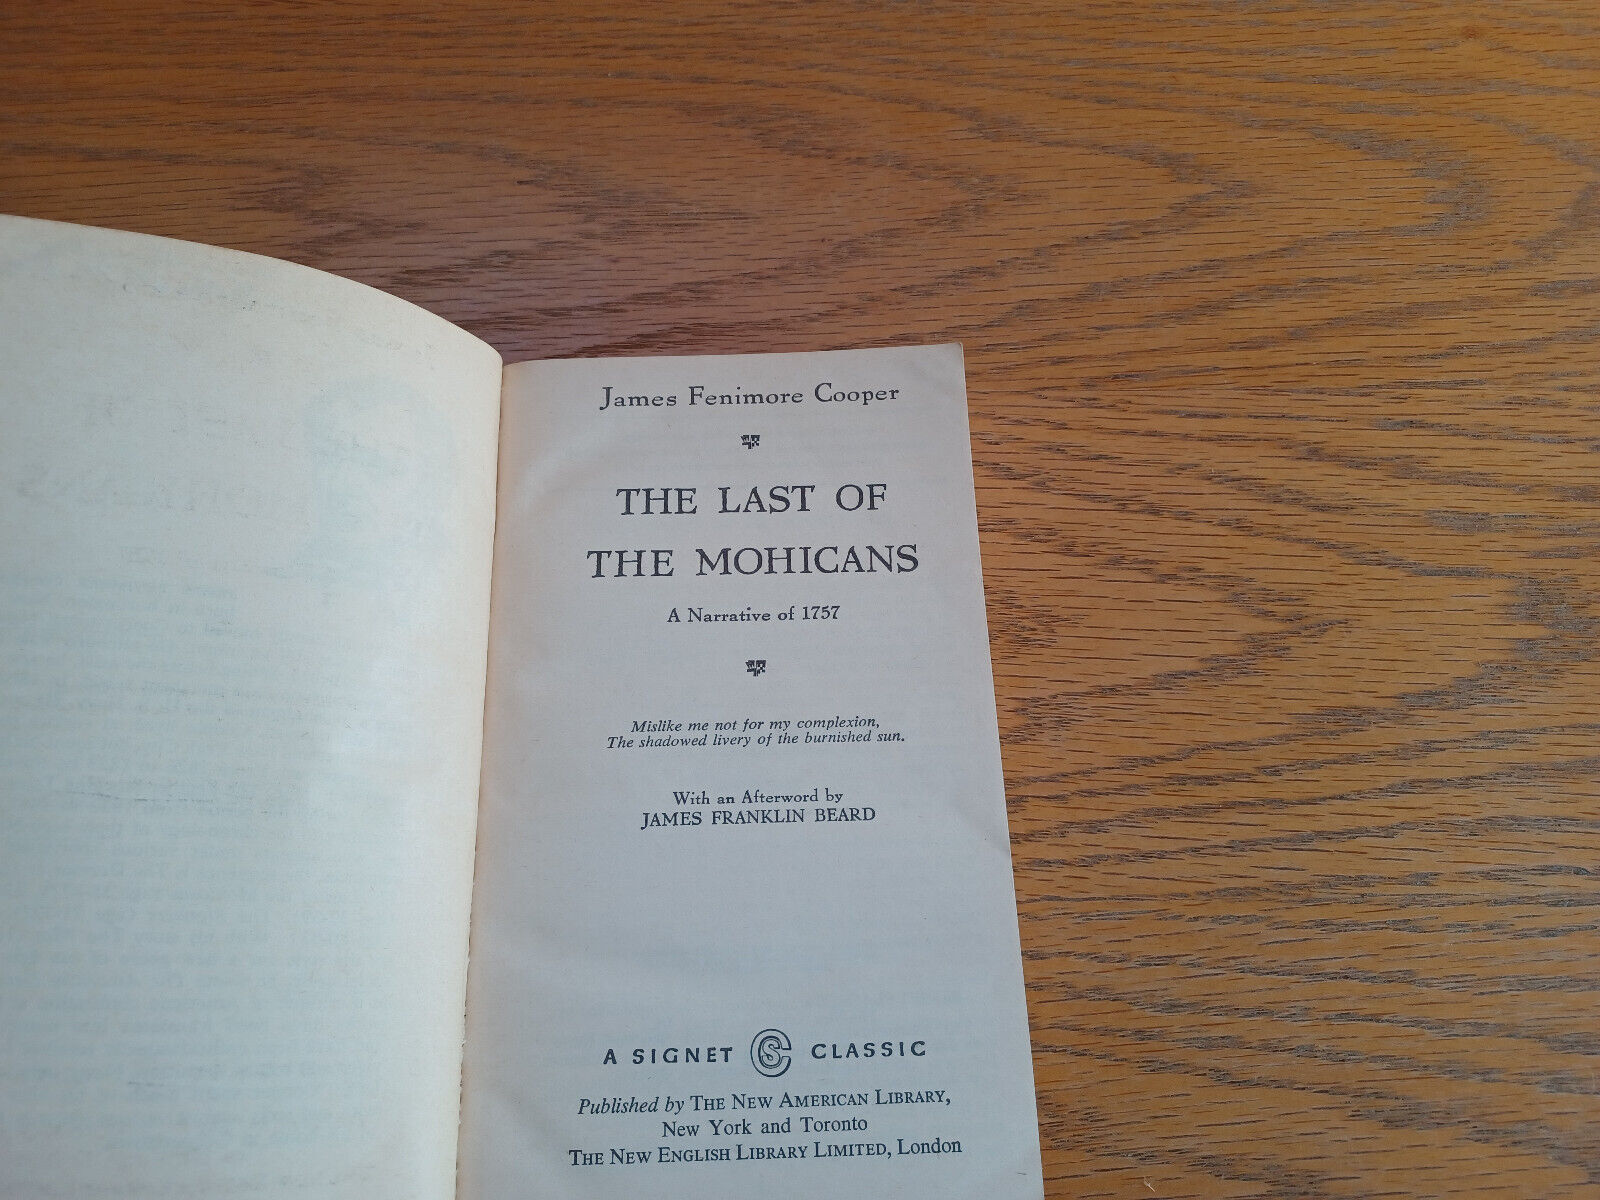 James Fenimore Cooper
THE LAST OF
THE MOHICANS
A Narrative of 1757
Mislike me not for my complexion,
The shadowed livery of the burnished sun.
With an Afterword by
JAMES FRANKLIN BEARD
A SIGNET CLASSIC
Published by THE NEW AMERICAN LIBRARY,
New York and Toronto
THE NEW ENGLISH LIBRARY LIMITED, London